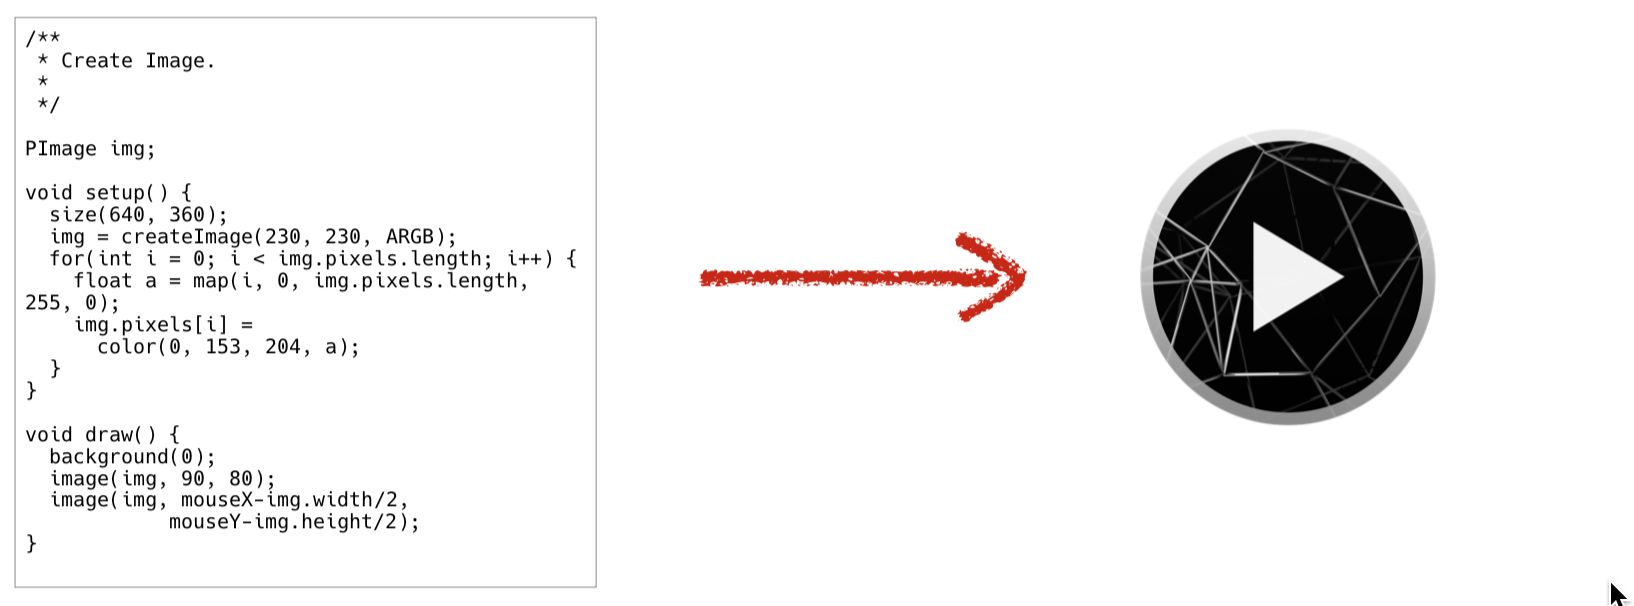 /**
 * Create Image.
 *
 */

PImage img;

void setup() {
  size(640, 360);
  img = createImage(230, 230, ARGB);
  for(int i = 0; i < img.pixels.length; i++) {
    float a = map(i, 0, img.pixels.length,
255, 0);
    img.pixels[i] =
      color(0, 153, 204, a);
  }
}

void draw() {
  background(0);
  image(img, 90, 80);
  image(img, mouseX-img.width/2,
            mouseY-img.height/2);
}